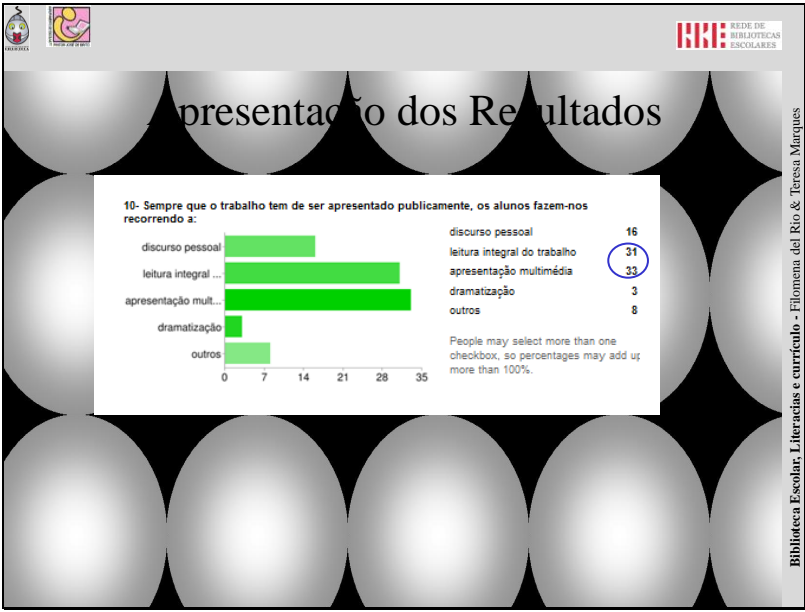 REDE DE
BIBLIOTECAS
ESCOLARES
Apresentação dos Resultados
10- Sempre que o trabalho tem de ser apresentado publicamente, os alunos fazem-nos
recorrendo a:
discurso pessoal
leitura integral ...
apresentação mult...
dramatização
outros
0 7 14 21 28 35
discurso pessoal 16
leitura integral do trabalho 31
apresentação multimédia 33
dramatização 3
outros 8
People may select more than one
checkbox, so percentages may add up
more than 100%.
Biblioteca Escolar, Literacias e currículo - Filomena del Rio & Teresa Marques